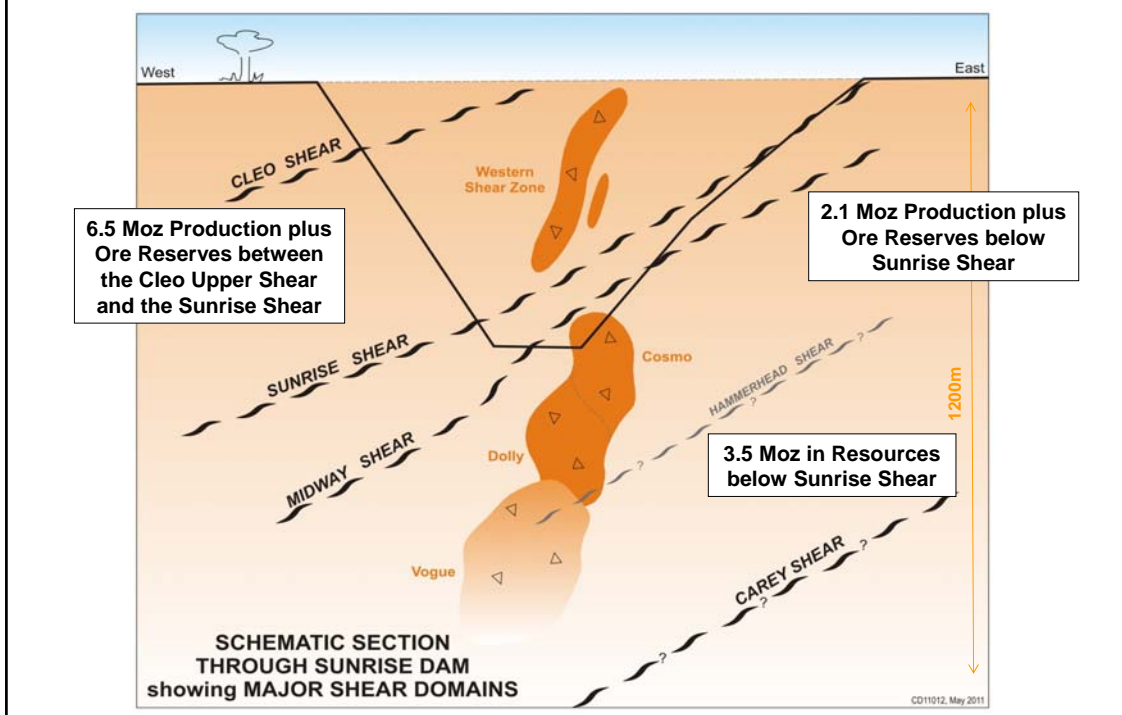 West
East
CLEO SHEAR
Western
Shear Zone
6.5 Moz Production plus
Ore Reserves between
the Cleo Upper Shear
and the Sunrise Shear
2.1 Moz Production plus
Ore Reserves below
Sunrise Shear
SUNRISE SHEAR
Cosmo
HAMMERHEAD SHEAR
?
?
?
1200m
MIDWAY SHEAR
Dolly
3.5 Moz in Resources
below Sunrise Shear
Vogue
CAREY SHEAR
?
?
?
SCHEMATIC SECTION
THROUGH SUNRISE DAM
showing MAJOR SHEAR DOMAINS
CD11012, May 2011